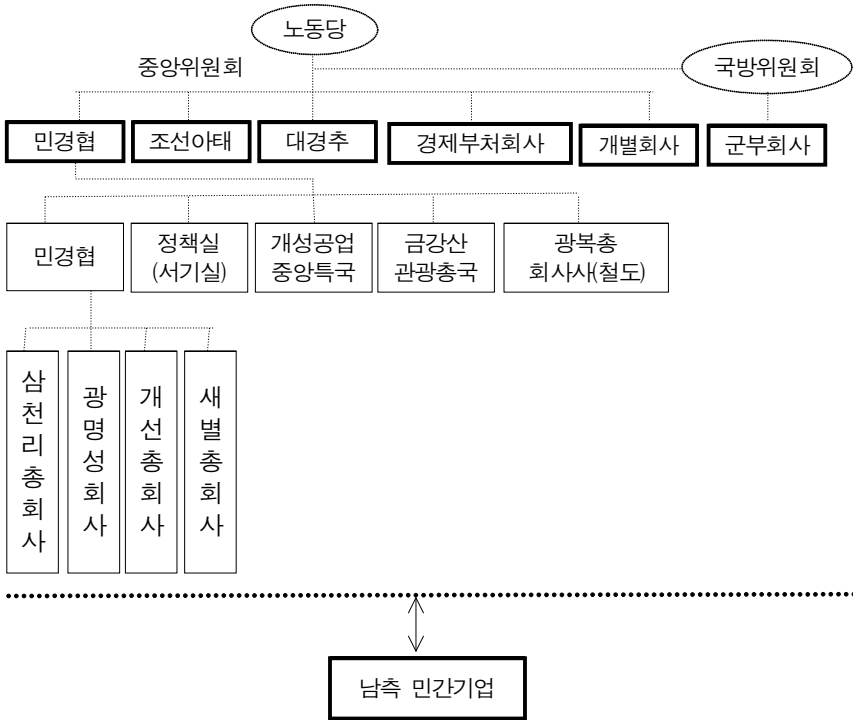 노동당
중앙위원회
국방위원회
민경협
조선아태
대경추
경제부처회사
개별회사
군부회사
민경협
정책실
(서기실)
개성공업
중앙특국
금강산
관광총국
광복총
회사사(철도)
삼천리총회사
광명성회사
개선총회사
새별총회사
남측 민간기업